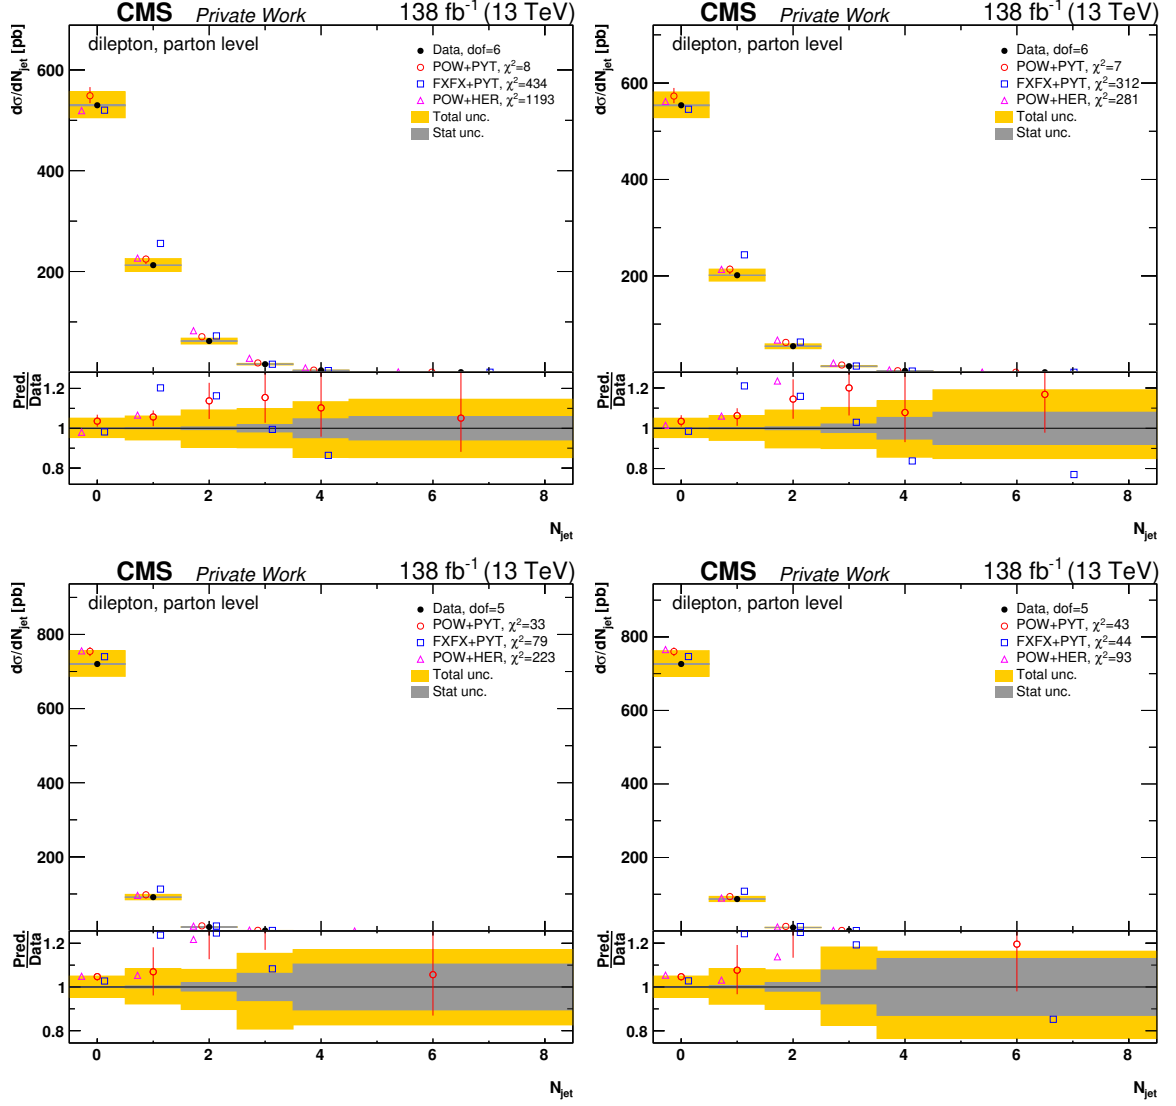 CMS Private Work 138 fb⁻¹ (13 TeV)
dσ/dN_jet [pb]
dilepton, parton level
Data, dof=6
POW+PYT, χ²=8
FXFX+PYT, χ²=434
POW+HER, χ²=1193
Total unc.
Stat unc.
600
400
200
Pred
Data
1.2
1
0.8
0 2 4 6 8
N_jet
CMS Private Work 138 fb⁻¹ (13 TeV)
dσ/dN_jet [pb]
dilepton, parton level
Data, dof=6
POW+PYT, χ²=7
FXFX+PYT, χ²=312
POW+HER, χ²=281
Total unc.
Stat unc.
600
400
200
Pred
Data
1.2
1
0.8
0 2 4 6 8
N_jet
CMS Private Work 138 fb⁻¹ (13 TeV)
dσ/dN_jet [pb]
dilepton, parton level
Data, dof=5
POW+PYT, χ²=33
FXFX+PYT, χ²=79
POW+HER, χ²=223
Total unc.
Stat unc.
800
600
400
200
Pred
Data
1.2
1
0.8
0 2 4 6 8
N_jet
CMS Private Work 138 fb⁻¹ (13 TeV)
dσ/dN_jet [pb]
dilepton, parton level
Data, dof=5
POW+PYT, χ²=43
FXFX+PYT, χ²=44
POW+HER, χ²=93
Total unc.
Stat unc.
800
600
400
200
Pred
Data
1.2
1
0.8
0 2 4 6 8
N_jet